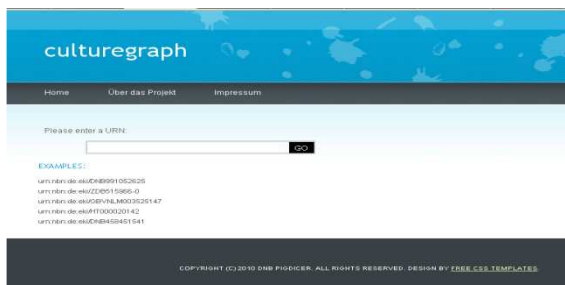 culturegraph
Home Über das Projekt Impressum
Please enter a URN:
GO
EXAMPLES:
urn:nbn:de:eki/DNB991052625
urn:nbn:de:eki/ZDB515966-0
urn:nbn:de:eki/GBVNLM003525147
urn:nbn:de:eki/HT000020142
urn:nbn:de:eki/DNB458451541
COPYRIGHT (C) 2010 DNB PIGDICER. ALL RIGHTS RESERVED. DESIGN BY FREE CSS TEMPLATES.